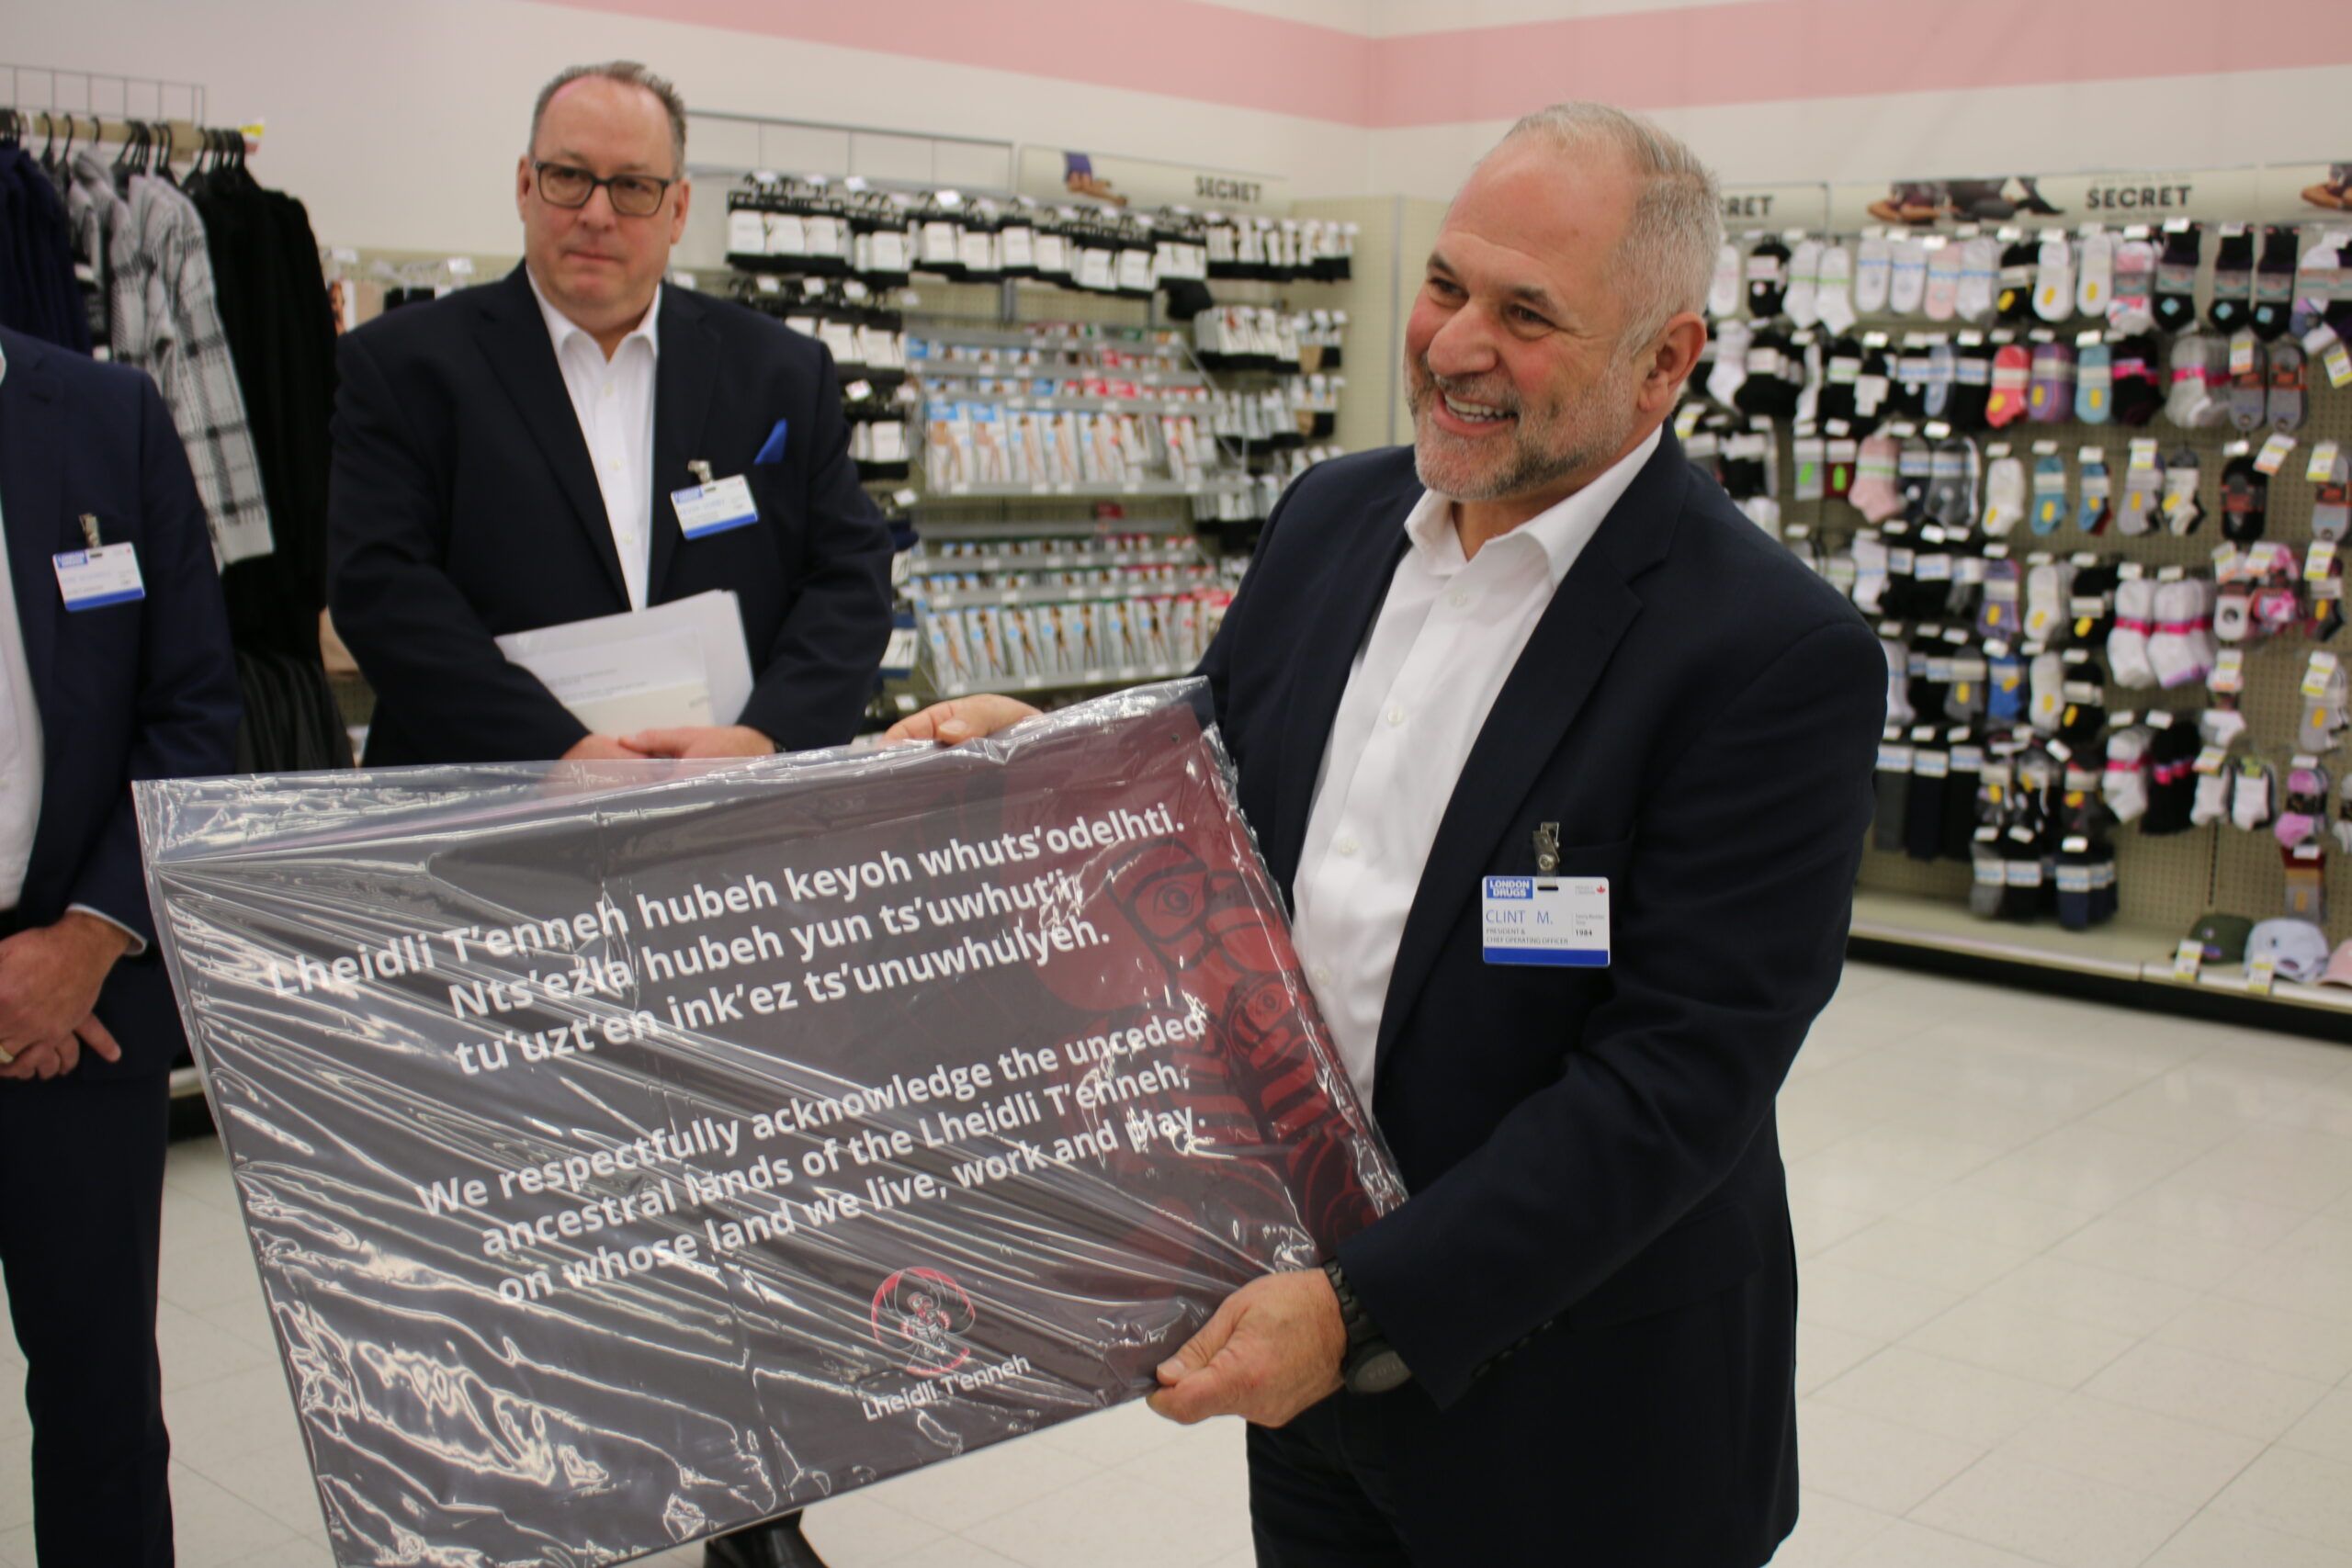 SECRET
SECRET
LONDON
DRUGS
CLINT M.
PRESIDENT &
CHIEF OPERATING OFFICER
1984
Lheidli T'enneh hubeh keyoh whuts'odelhti.
Nts'ezla hubeh yun ts'uwhut'i,
tu'uzt'en ink'ez ts'unuwhulyeh.
We respectfully acknowledge the unceded
ancestral lands of the Lheidli T'enneh,
on whose land we live, work and play.
Lheidli T'enneh